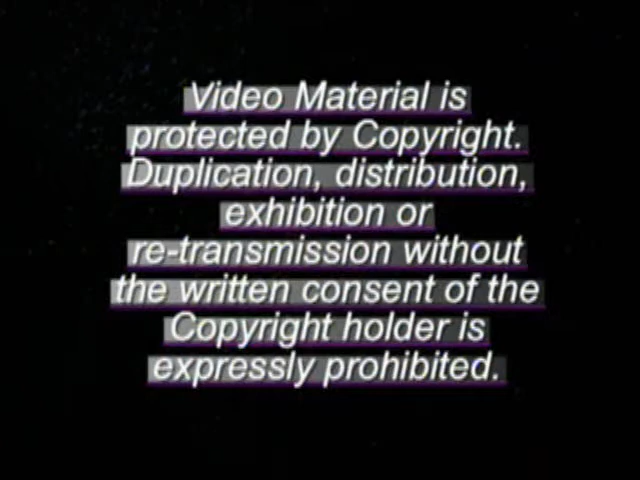 Video Material is
protected by Copyright.
Duplication, distribution,
exhibition or
re-transmission without
the written consent of the
Copyright holder is
expressly prohibited.